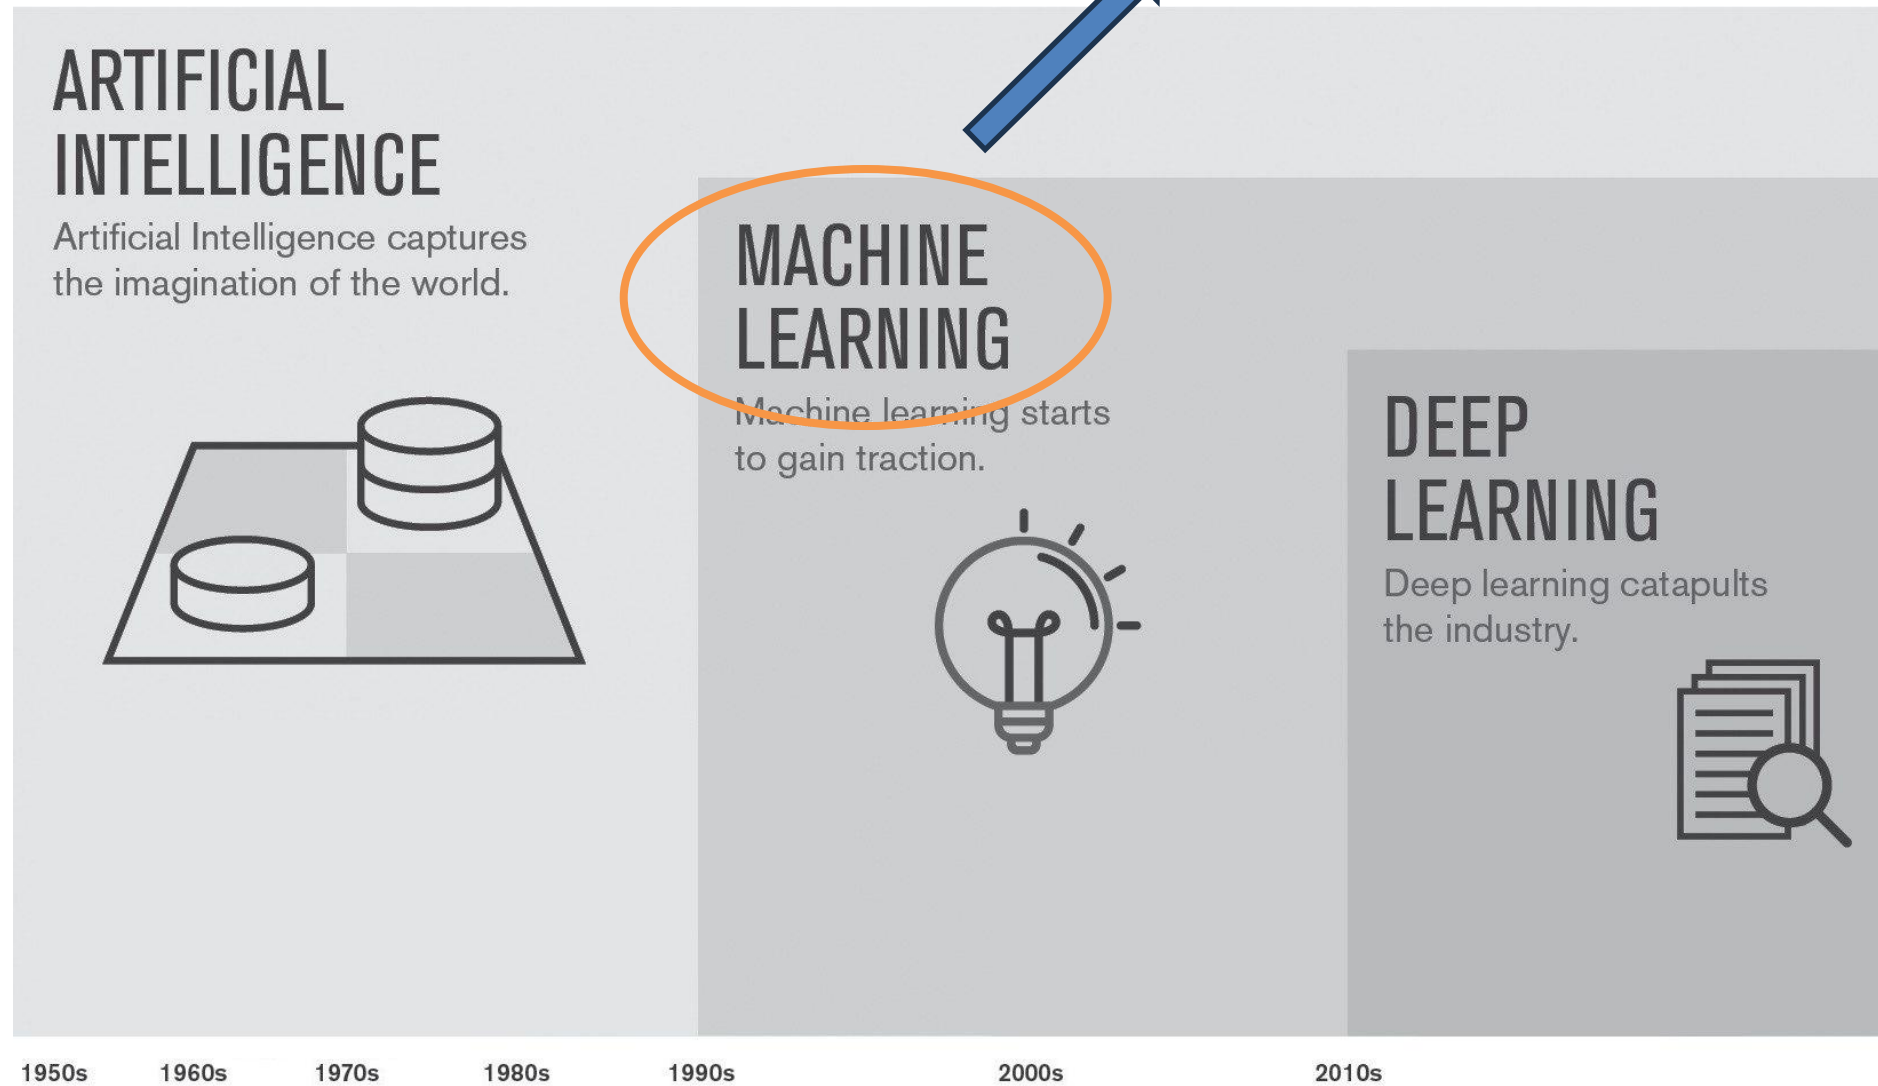 ARTIFICIAL
INTELLIGENCE
Artificial Intelligence captures
the imagination of the world.
MACHINE
LEARNING
Machine learning starts
to gain traction.
DEEP
LEARNING
Deep learning catapults
the industry.
1950s 1960s 1970s 1980s 1990s 2000s 2010s